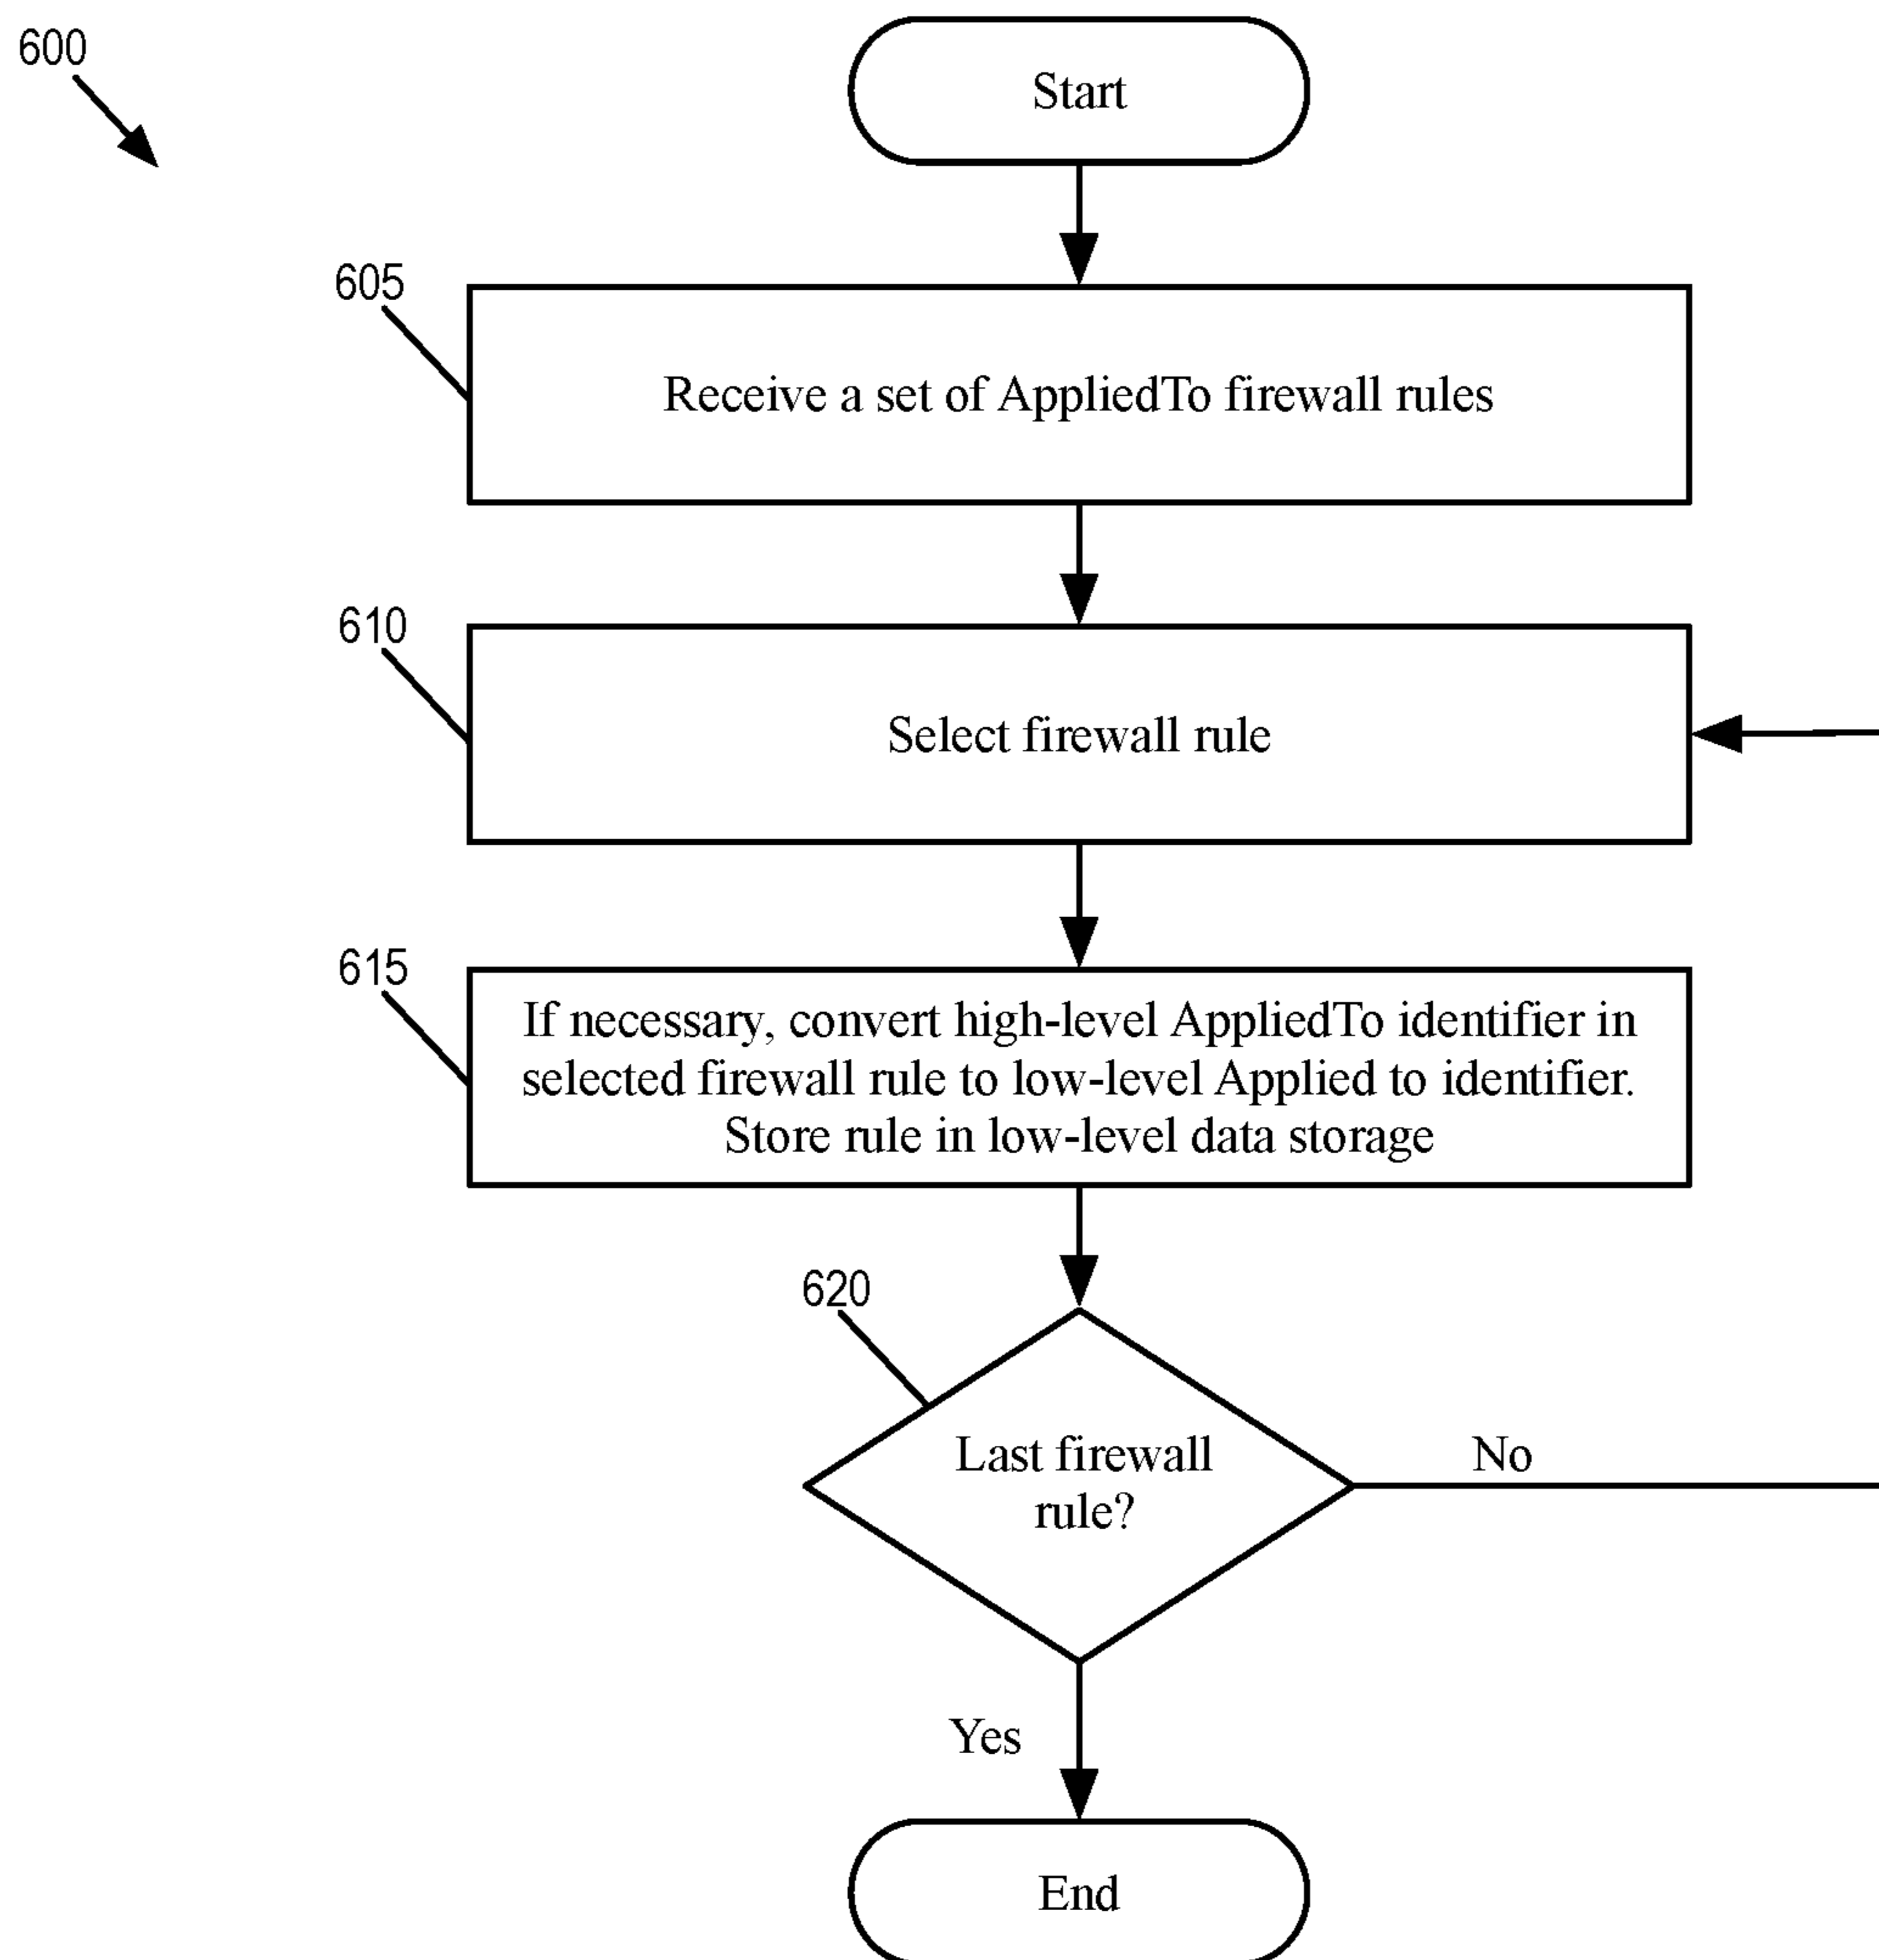 600
Start
605
Receive a set of AppliedTo firewall rules
610
Select firewall rule
615
If necessary, convert high-level AppliedTo identifier in
selected firewall rule to low-level Applied to identifier.
Store rule in low-level data storage
620
Last firewall
rule?
No
Yes
End